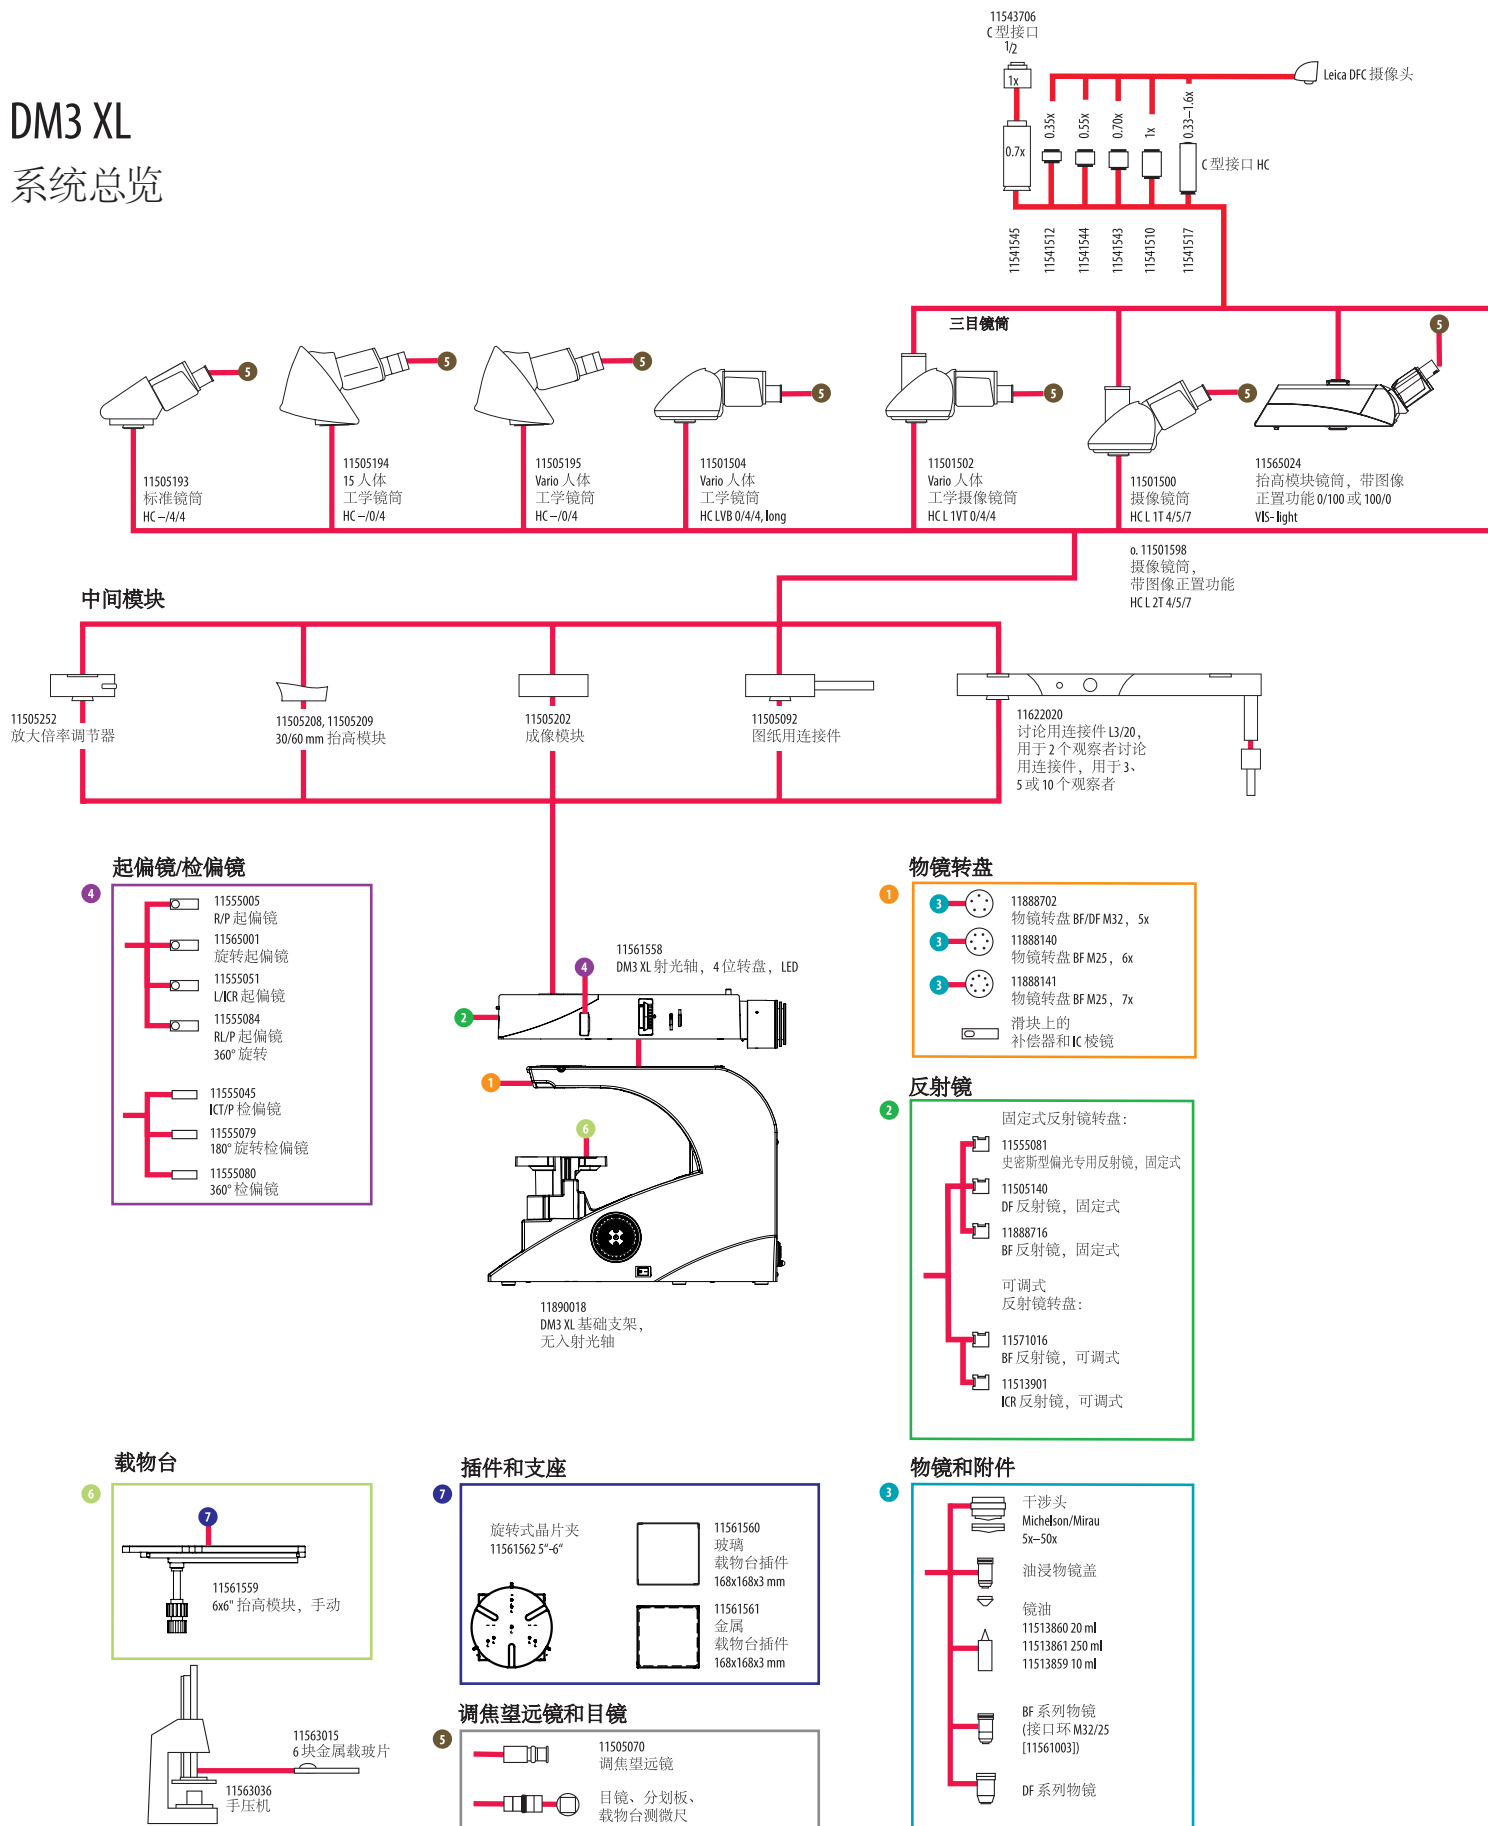 DM3 XL
系统总览
11543706
C 型接口
1/2
1x
0.7x
0.35x
0.55x
0.70x
1x
0.33–1.6x
Leica DFC 摄像头
C 型接口 HC
11541545
11541512
11541544
11541543
11541510
11541517
三目镜筒
5
5
5
5
5
5
5
11505193
标准镜筒
HC –/4/4
11505194
15 人体
工学镜筒
HC –/0/4
11505195
Vario 人体
工学镜筒
HC –/0/4
11501504
Vario 人体
工学镜筒
HC LVB 0/4/4, long
11501502
Vario 人体
工学摄像镜筒
HC L 1VT 0/4/4
11501500
摄像镜筒
HC L 1T 4/5/7
11565024
抬高模块镜筒，带图像
正置功能 0/100 或 100/0
VIS- light
o. 11501598
摄像镜筒，
带图像正置功能
HC L 2T 4/5/7
中间模块
11505252
放大倍率调节器
11505208, 11505209
30/60 mm 抬高模块
11505202
成像模块
11505092
图纸用连接件
11622020
讨论用连接件 L3/20，
用于 2 个观察者讨论
用连接件，用于 3、
5 或 10 个观察者
起偏镜/检偏镜
4
11555005
R/P 起偏镜
11565001
旋转起偏镜
11555051
L/ICR 起偏镜
11555084
RL/P 起偏镜
360° 旋转
11555045
ICT/P 检偏镜
11555079
180° 旋转检偏镜
11555080
360° 检偏镜
11561558
DM3 XL 射光轴，4 位转盘，LED
4
2
1
6
11890018
DM3 XL 基础支架，
无入射光轴
物镜转盘
1
3
11888702
物镜转盘 BF/DF M32，5x
3
11888140
物镜转盘 BF M25，6x
3
11888141
物镜转盘 BF M25，7x
滑块上的
补偿器和 IC 棱镜
反射镜
2
固定式反射镜转盘：
11555081
史密斯型偏光专用反射镜，固定式
11505140
DF 反射镜，固定式
11888716
BF 反射镜，固定式
可调式
反射镜转盘：
11571016
BF 反射镜，可调式
11513901
ICR 反射镜，可调式
载物台
6
7
11561559
6x6" 抬高模块，手动
11563015
6 块金属载玻片
11563036
手压机
插件和支座
7
旋转式晶片夹
11561562 5“-6“
11561560
玻璃
载物台插件
168x168x3 mm
11561561
金属
载物台插件
168x168x3 mm
调焦望远镜和目镜
5
11505070
调焦望远镜
目镜、分划板、
载物台测微尺
物镜和附件
3
干涉头
Michelson/Mirau
5x–50x
油浸物镜盖
镜油
11513860 20 ml
11513861 250 ml
11513859 10 ml
BF 系列物镜
(接口环 M32/25
[11561003])
DF 系列物镜